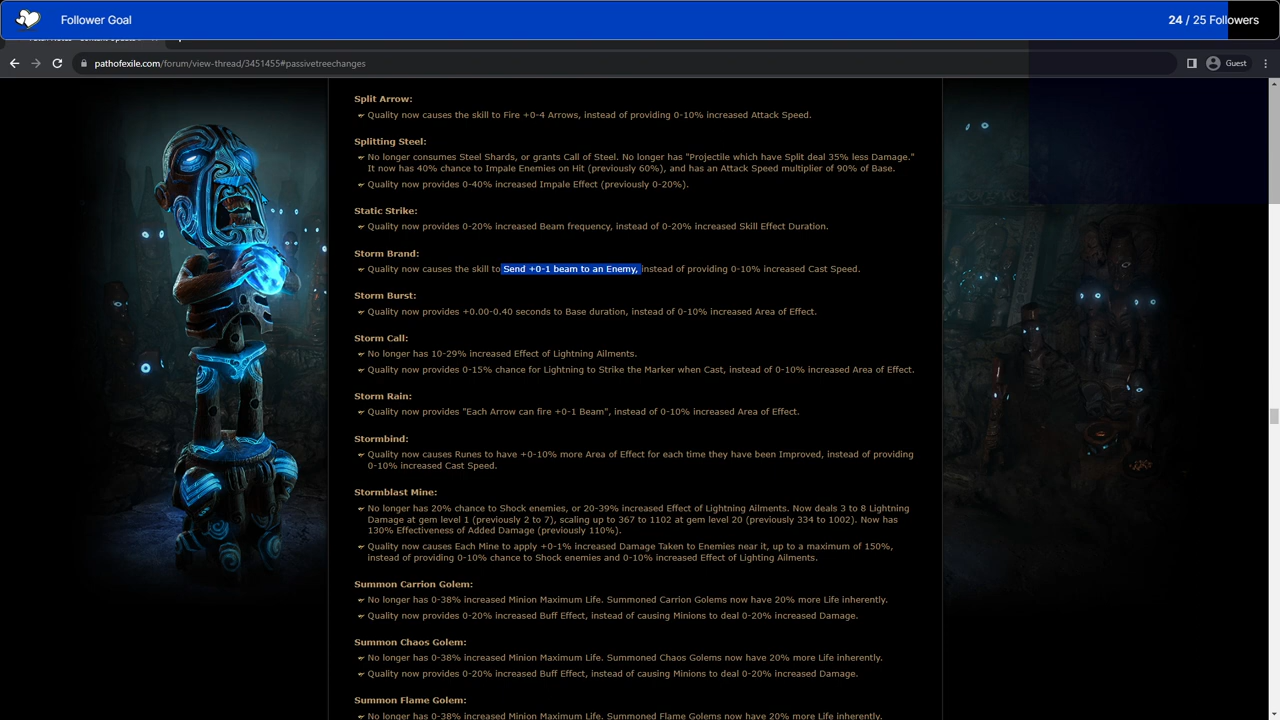 Follower Goal
24 / 25 Followers
pathofexile.com/forum/view-thread/3451455#passivetreechanges
Guest
Split Arrow:
Quality now causes the skill to Fire +0-4 Arrows, instead of providing 0-10% increased Attack Speed.
Splitting Steel:
No longer consumes Steel Shards, or grants Call of Steel. No longer has "Projectile which have Split deal 35% less Damage."
It now has 40% chance to Impale Enemies on Hit (previously 60%), and has an Attack Speed multiplier of 90% of Base.
Quality now provides 0-40% increased Impale Effect (previously 0-20%).
Static Strike:
Quality now provides 0-20% increased Beam frequency, instead of 0-20% increased Skill Effect Duration.
Storm Brand:
Quality now causes the skill to Send +0-1 beam to an Enemy, instead of providing 0-10% increased Cast Speed.
Storm Burst:
Quality now provides +0.00-0.40 seconds to Base duration, instead of 0-10% increased Area of Effect.
Storm Call:
No longer has 10-29% increased Effect of Lightning Ailments.
Quality now provides 0-15% chance for Lightning to Strike the Marker when Cast, instead of 0-10% increased Area of Effect.
Storm Rain:
Quality now provides "Each Arrow can fire +0-1 Beam", instead of 0-10% increased Area of Effect.
Stormbind:
Quality now causes Runes to have +0-10% more Area of Effect for each time they have been Improved, instead of providing
0-10% increased Cast Speed.
Stormblast Mine:
No longer has 20% chance to Shock enemies, or 20-39% increased Effect of Lightning Ailments. Now deals 3 to 8 Lightning
Damage at gem level 1 (previously 2 to 7), scaling up to 367 to 1102 at gem level 20 (previously 334 to 1002). Now has
130% Effectiveness of Added Damage (previously 110%).
Quality now causes Each Mine to apply +0-1% increased Damage Taken to Enemies near it, up to a maximum of 150%,
instead of providing 0-10% chance to Shock enemies and 0-10% increased Effect of Lighting Ailments.
Summon Carrion Golem:
No longer has 0-38% increased Minion Maximum Life. Summoned Carrion Golems now have 20% more Life inherently.
Quality now provides 0-20% increased Buff Effect, instead of causing Minions to deal 0-20% increased Damage.
Summon Chaos Golem:
No longer has 0-38% increased Minion Maximum Life. Summoned Chaos Golems now have 20% more Life inherently.
Quality now provides 0-20% increased Buff Effect, instead of causing Minions to deal 0-20% increased Damage.
Summon Flame Golem:
No longer has 0-38% increased Minion Maximum Life. Summoned Flame Golems now have 20% more Life inherently.